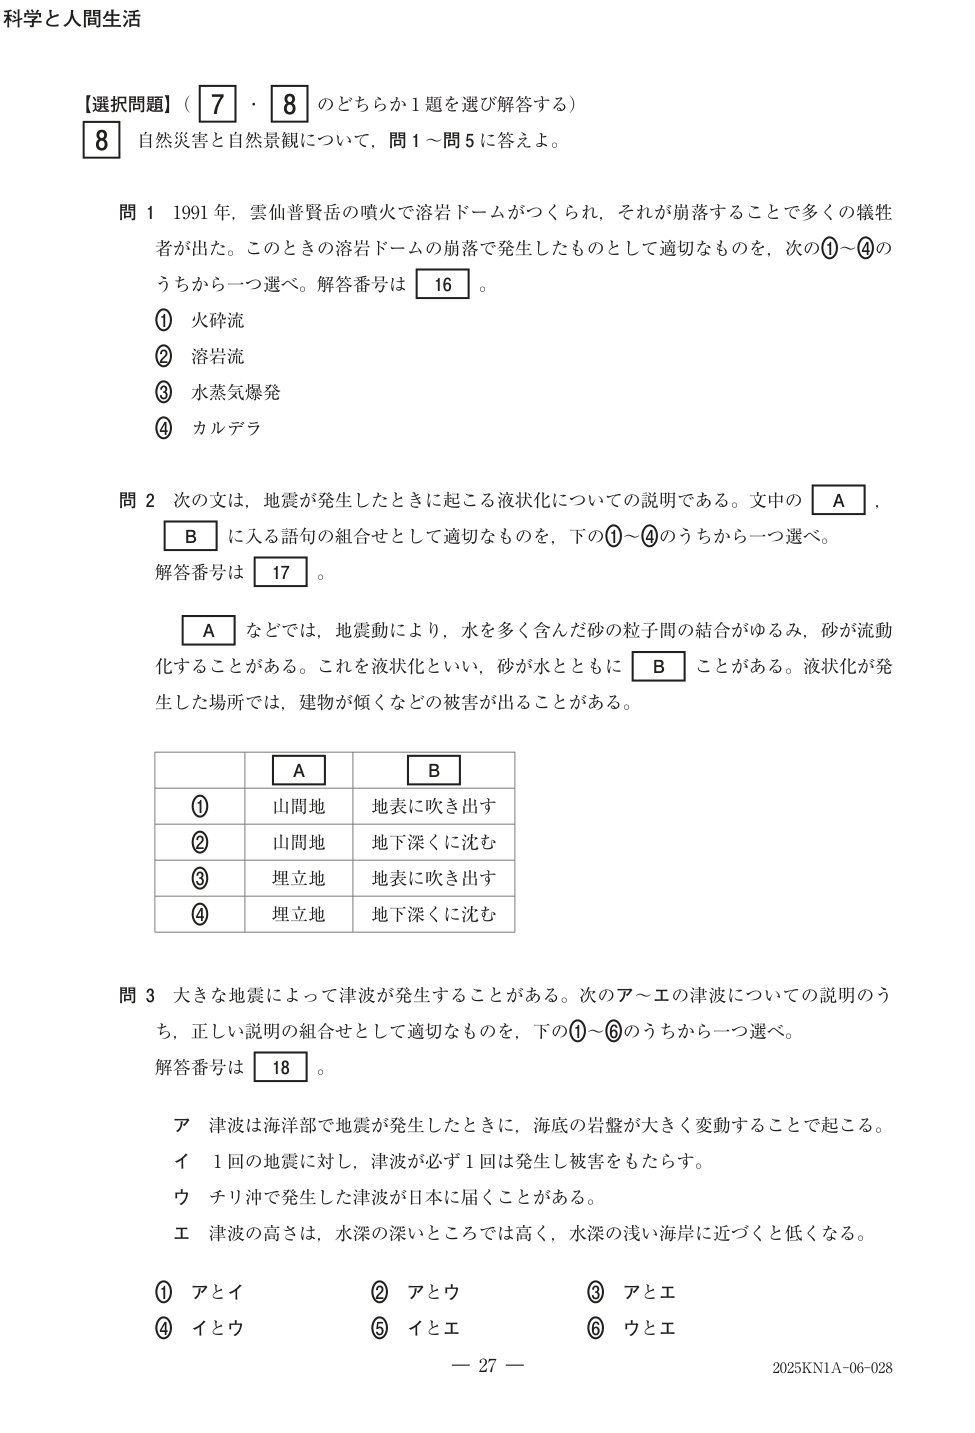 科学と人間生活
【選択問題】（ 7 ・ 8 のどちらか1題を選び解答する）
8 自然災害と自然景観について，問1～問5に答えよ。
問 1 1991年，雲仙普賢岳の噴火で溶岩ドームがつくられ，それが崩落することで多くの犠牲
者が出た。このときの溶岩ドームの崩落で発生したものとして適切なものを，次の①～④の
うちから一つ選べ。解答番号は 16 。
① 火砕流
② 溶岩流
③ 水蒸気爆発
④ カルデラ
問 2 次の文は，地震が発生したときに起こる液状化についての説明である。文中の A ，
B に入る語句の組合せとして適切なものを，下の①～④のうちから一つ選べ。
解答番号は 17 。
A などでは，地震動により，水を多く含んだ砂の粒子間の結合がゆるみ，砂が流動
化することがある。これを液状化といい，砂が水とともに B ことがある。液状化が発
生した場所では，建物が傾くなどの被害が出ることがある。
A B
① 山間地 地表に吹き出す
② 山間地 地下深くに沈む
③ 埋立地 地表に吹き出す
④ 埋立地 地下深くに沈む
問 3 大きな地震によって津波が発生することがある。次のア～エの津波についての説明のう
ち，正しい説明の組合せとして適切なものを，下の①～⑥のうちから一つ選べ。
解答番号は 18 。
ア 津波は海洋部で地震が発生したときに，海底の岩盤が大きく変動することで起こる。
イ 1回の地震に対し，津波が必ず1回は発生し被害をもたらす。
ウ チリ沖で発生した津波が日本に届くことがある。
エ 津波の高さは，水深の深いところでは高く，水深の浅い海岸に近づくと低くなる。
① アとイ ② アとウ ③ アとエ
④ イとウ ⑤ イとエ ⑥ ウとエ
― 27 ―
2025KN1A-06-028